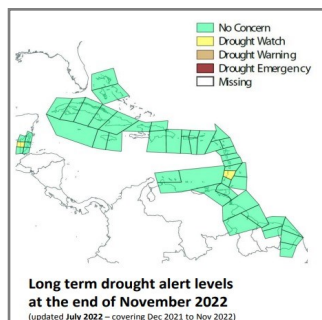 No Concern
Drought Watch
Drought Warning
Drought Emergency
Missing
Long term drought alert levels
at the end of November 2022
(updated July 2022 – covering Dec 2021 to Nov 2022)